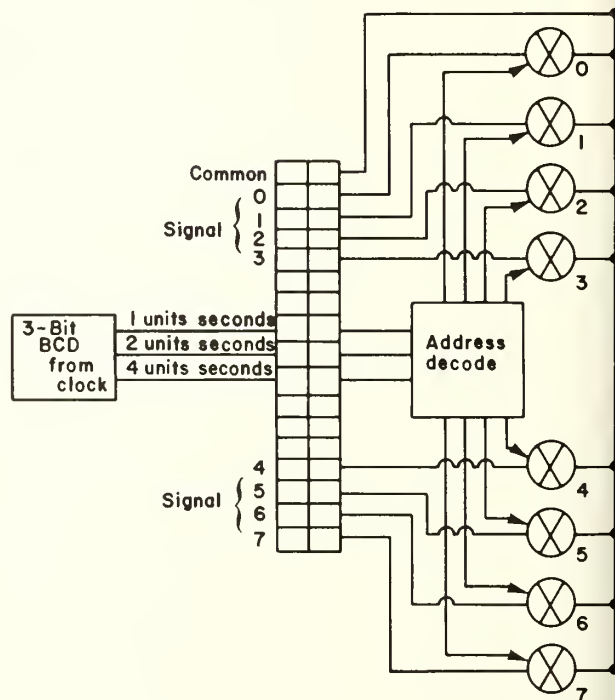 Common
0
Signal { 1
2
3
3-Bit
BCD
from
clock
1 units seconds
2 units seconds
4 units seconds
Address
decode
4
Signal { 5
6
7
0
1
2
3
4
5
6
7